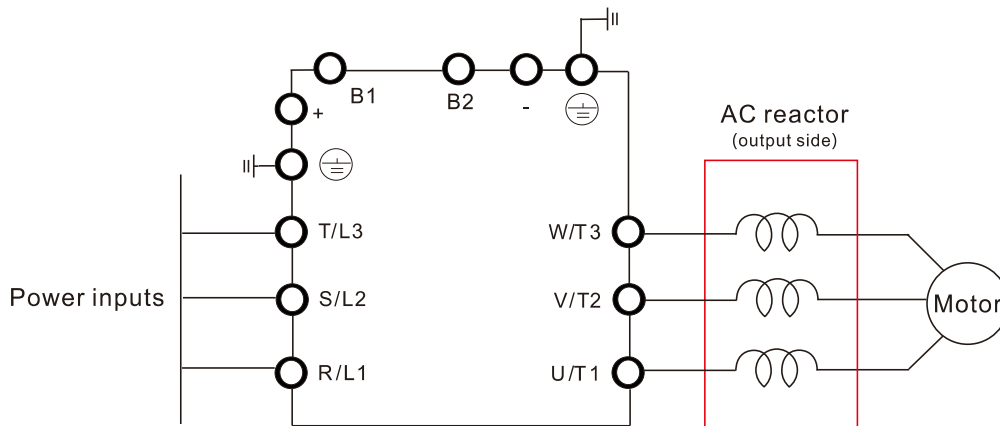 B1
B2
-
+
AC reactor
(output side)
T/L3
W/T3
Power inputs
S/L2
V/T2
Motor
R/L1
U/T1